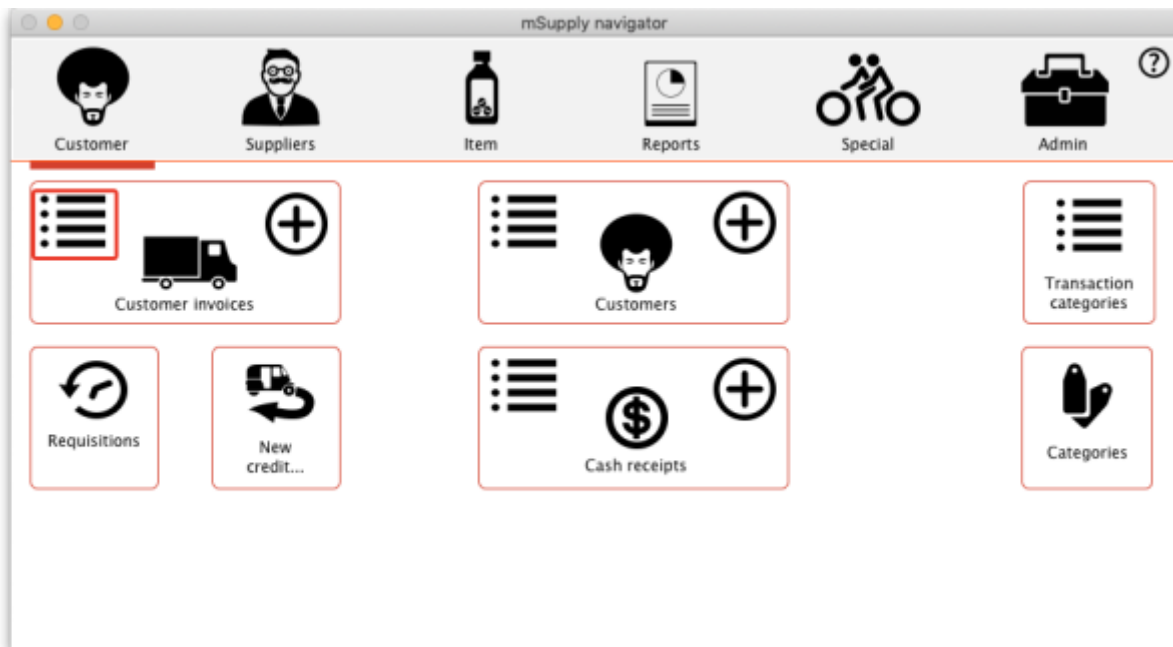 mSupply navigator
?
Customer
Suppliers
Item
Reports
Special
Admin
Customer invoices
Customers
Transaction
categories
Requisitions
New
credit...
$
Cash receipts
Categories